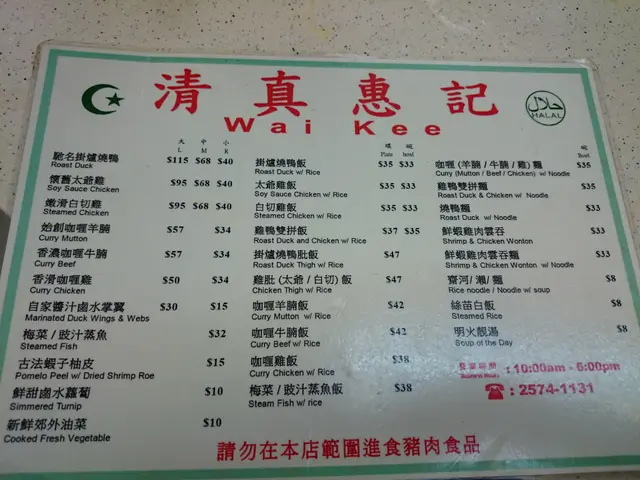 清真惠記
Wai Kee
حلال
HALAL
大 中 小
L M R
馳名掛爐燒鴨 $115 $68 $40
Roast Duck
懷舊太爺雞 $95 $68 $40
Soy Sauce Chicken
嫩滑白切雞 $95 $68 $40
Steamed Chicken
始創咖喱羊腩 $57 $34
Curry Mutton
香濃咖喱牛腩 $57 $34
Curry Beef
香滑咖喱雞 $50 $34
Curry Chicken
自家醬汁鹵水掌翼 $30 $15
Marinated Duck Wings & Webs
梅菜 / 豉汁蒸魚 $32
Steamed Fish
古法蝦子柚皮 $15
Pomelo Peel w/ Dried Shrimp Roe
鮮甜鹵水蘿蔔 $10
Simmered Turnip
新鮮郊外油菜 $10
Cooked Fresh Vegetable
碟 碗
Plate bowl
掛爐燒鴨飯 $35 $33
Roast Duck w/ Rice
太爺雞飯 $35 $33
Soy Sauce Chicken w/ Rice
白切雞飯 $35 $33
Steamed Chicken w/ Rice
雞鴨雙拼飯 $37 $35
Roast Duck and Chicken w/ Rice
掛爐燒鴨肶飯 $47
Roast Duck Thigh w/ Rice
雞肶 (太爺 / 白切) 飯 $47
Chicken Thigh w/ Rice
咖喱羊腩飯 $42
Curry Mutton w/ Rice
咖喱牛腩飯 $42
Curry Beef w/ Rice
咖喱雞飯 $38
Curry Chicken w/ Rice
梅菜 / 豉汁蒸魚飯 $38
Steam Fish w/ rice
碗
Bowl
咖喱 (羊腩 / 牛腩 / 雞) 麵 $35
Curry (Mutton / Beef / Chicken) w/ Noodle
雞鴨雙拼麵 $35
Roast Duck & Chicken w/ Noodle
燒鴨麵 $33
Roast Duck w/ Noodle
鮮蝦雞肉雲吞 $33
Shrimp & Chicken Wonton
鮮蝦雞肉雲吞麵 $33
Shrimp & Chicken Wonton w/ Noodle
齋河/ 瀨/ 麵 $8
Rice noodle / Noodle w/ soup
絲苗白飯 $8
Steamed Rice
明火靚湯 $8
Soup of the Day
營業時間 : 10:00am - 6:00pm
Business Hours
☎ : 2574-1131
請勿在本店範圍進食豬肉食品